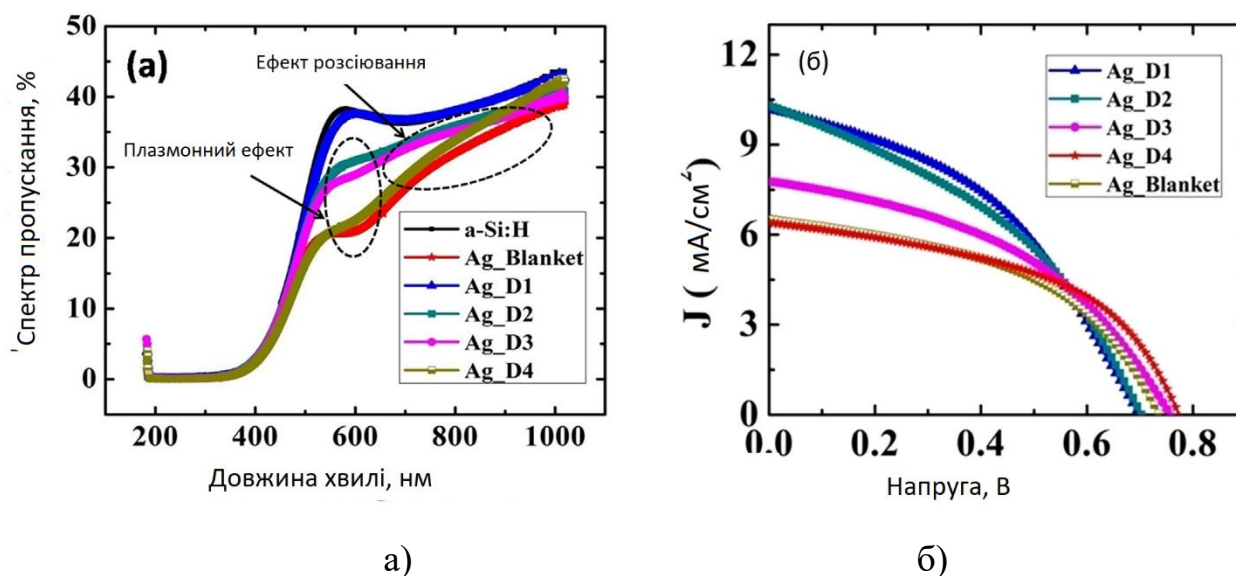 (а)
Ефект розсіювання
Плазмонний ефект
'Спектр пропускання, %
50
40
30
20
10
0
a-Si:H
Ag_Blanket
Ag_D1
Ag_D2
Ag_D3
Ag_D4
200 400 600 800 1000
Довжина хвилі, нм
(б)
J ( мА/см²)
12
9
6
3
0
Ag_D1
Ag_D2
Ag_D3
Ag_D4
Ag_Blanket
0.0 0.2 0.4 0.6 0.8
Напруга, В
а) б)